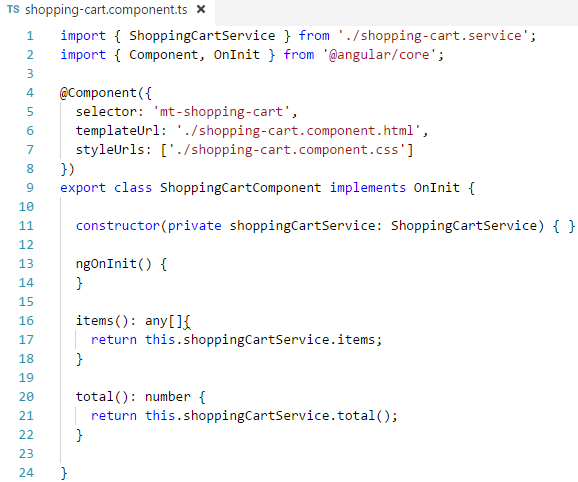 TS shopping-cart.component.ts ×
1 import { ShoppingCartService } from './shopping-cart.service';
2 import { Component, OnInit } from '@angular/core';
3
4 @Component({
5   selector: 'mt-shopping-cart',
6   templateUrl: './shopping-cart.component.html',
7   styleUrls: ['./shopping-cart.component.css']
8 })
9 export class ShoppingCartComponent implements OnInit {
10
11   constructor(private shoppingCartService: ShoppingCartService) { }
12
13   ngOnInit() {
14   }
15
16   items(): any[]{
17     return this.shoppingCartService.items;
18   }
19
20   total(): number {
21     return this.shoppingCartService.total();
22   }
23
24 }